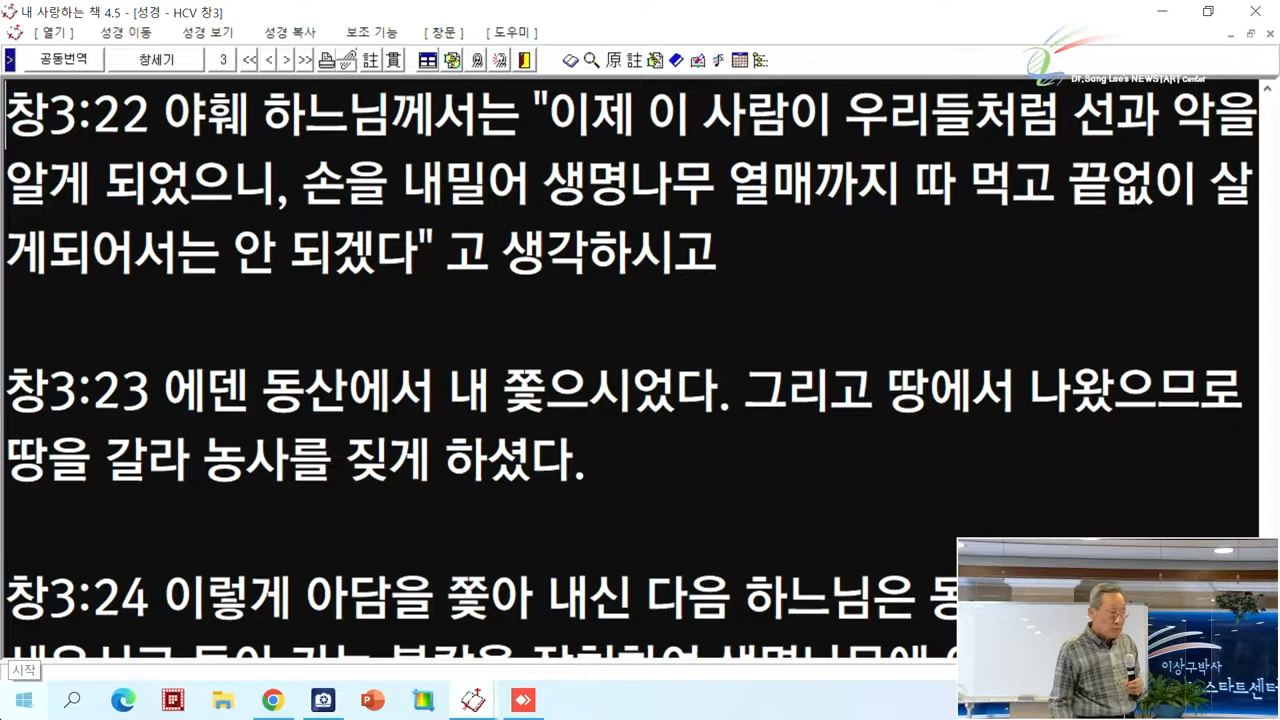 내 사랑하는 책 4.5 - [성경 - HCV 창3]
[ 열기 ] 성경 이동 성경 보기 성경 복사 보조 기능 [ 창문 ] [ 도우미 ]
> 공동번역 창세기 3 << < > >> 註 貫 原 註
Dr.Sang Lee's NEWSTART Center
창3:22 야훼 하느님께서는 "이제 이 사람이 우리들처럼 선과 악을
알게 되었으니, 손을 내밀어 생명나무 열매까지 따 먹고 끝없이 살
게되어서는 안 되겠다" 고 생각하시고
창3:23 에덴 동산에서 내 쫓으시었다. 그리고 땅에서 나왔으므로
땅을 갈라 농사를 짖게 하셨다.
창3:24 이렇게 아담을 쫓아 내신 다음 하느님은
이상구박사
스타트센터
시작